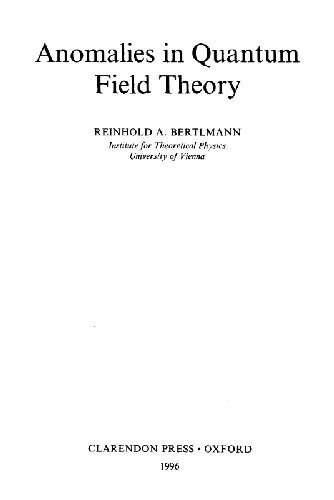 Anomalies in Quantum
Field Theory
REINHOLD A. BERTLMANN
Institute for Theoretical Physics
University of Vienna
CLARENDON PRESS • OXFORD
1996